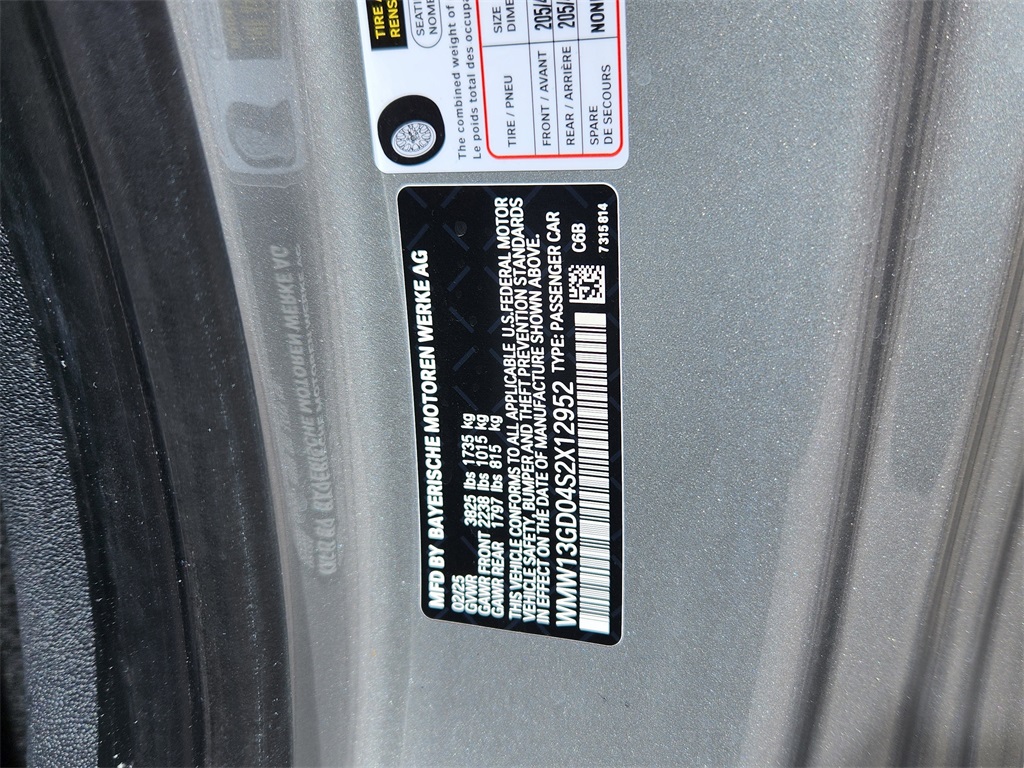 MFD BY BAYERISCHE MOTOREN WERKE AG
02/25
GVWR 3825 lbs 1735 kg
GAWR FRONT 2238 lbs 1015 kg
GAWR REAR 1797 lbs 815 kg
THIS VEHICLE CONFORMS TO ALL APPLICABLE U.S. FEDERAL MOTOR
VEHICLE SAFETY, BUMPER AND THEFT PREVENTION STANDARDS
IN EFFECT ON THE DATE OF MANUFACTURE SHOWN ABOVE.
WMW13GD04S2X12952 TYPE: PASSENGER CAR
C6B
7 315 814
TIRE
RENS
SEATI
NOMB
The combined weight of
Le poids total des occupa
TIRE / PNEU SIZE
DIME
FRONT / AVANT 205/
REAR / ARRIÈRE 205/
SPARE
DE SECOURS NON